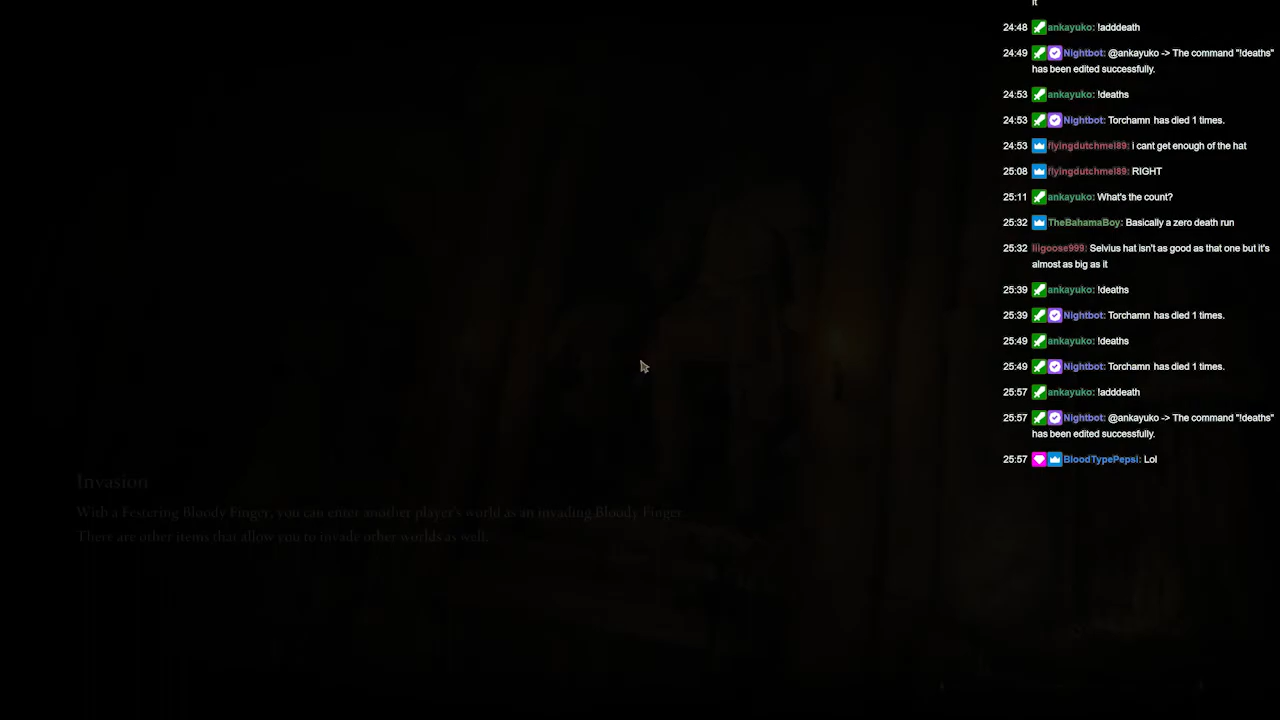 it
24:48 ankayuko: !adddeath
24:49 Nightbot: @ankayuko -> The command "!deaths"
has been edited successfully.
24:53 ankayuko: !deaths
24:53 Nightbot: Torchamn has died 1 times.
24:53 flyingdutchmel89: i cant get enough of the hat
25:08 flyingdutchmel89: RIGHT
25:11 ankayuko: What's the count?
25:32 TheBahamaBoy: Basically a zero death run
25:32 lilgoose999: Selvius hat isn't as good as that one but it's
almost as big as it
25:39 ankayuko: !deaths
25:39 Nightbot: Torchamn has died 1 times.
25:49 ankayuko: !deaths
25:49 Nightbot: Torchamn has died 1 times.
25:57 ankayuko: !adddeath
25:57 Nightbot: @ankayuko -> The command "!deaths"
has been edited successfully.
25:57 BloodTypePepsi: Lol
Invasion
With a Festering Bloody Finger, you can enter another player's world as an invading Bloody Finger.
There are other items that allow you to invade other worlds as well.